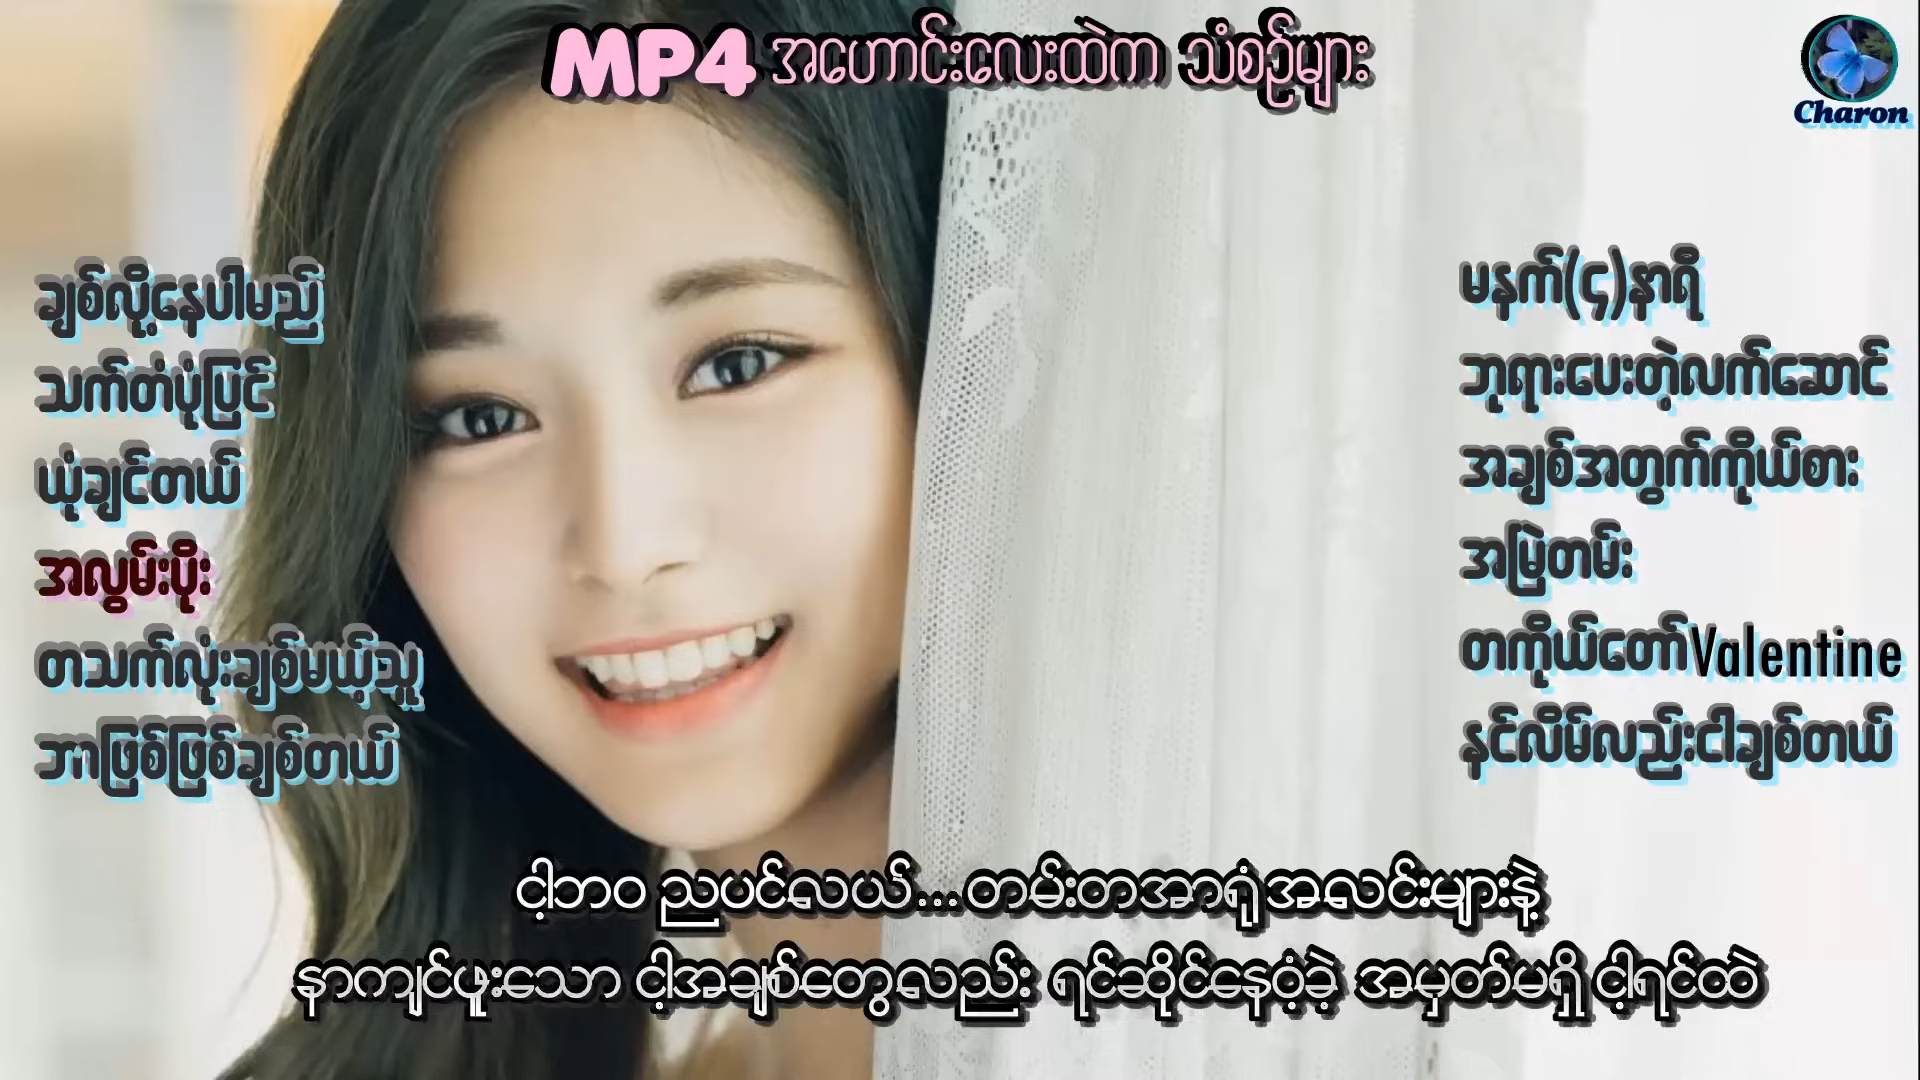 MP4 အဟောင်းလေးထဲက သံစဉ်များ
Charon
ချစ်လို့နေပါမည်
သက်တံပုံပြင်
ယုံချင်တယ်
အလွမ်းပိုး
တသက်လုံးချစ်မယ့်သူ
ဘာဖြစ်ဖြစ်ချစ်တယ်
မနက်(၄)နာရီ
ဘုရားပေးတဲ့လက်ဆောင်
အချစ်အတွက်ကိုယ်စား
အမြဲတမ်း
တကိုယ်တော်Valentine
နင်လိမ်လည်းငါချစ်တယ်
ငါ့ဘဝ ညပင်လယ်...တမ်းတအာရုံအလင်းများနဲ့
နာကျင်ဖူးသော ငါ့အချစ်တွေလည်း ရင်ဆိုင်နေဝံ့ခဲ့ အမှတ်မရှိ ငါ့ရင်ထဲ